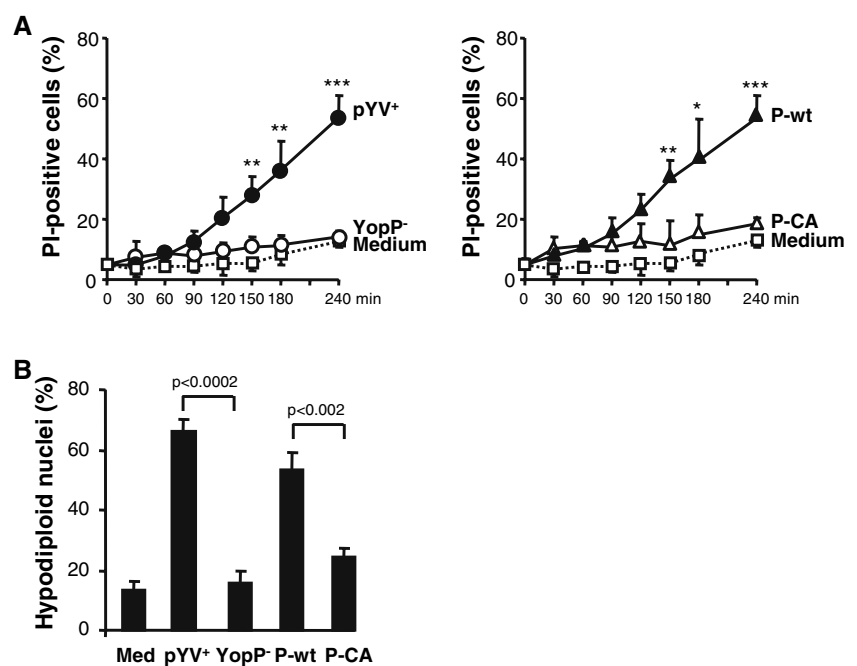 A
PI-positive cells (%)
80
60
40
20
0
0 30 60 90 120 150 180 240 min
**
**
***
pYV+
YopP-
Medium
PI-positive cells (%)
80
60
40
20
0
0 30 60 90 120 150 180 240 min
**
*
***
P-wt
P-CA
Medium
B
Hypodiploid nuclei (%)
80
60
40
20
0
p<0.0002
p<0.002
Med pYV+ YopP- P-wt P-CA